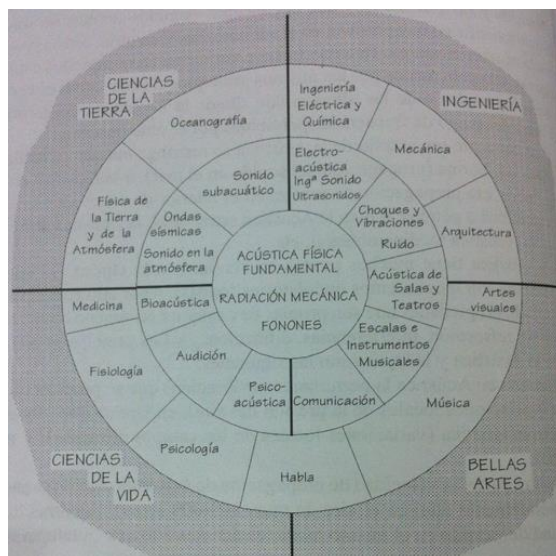 CIENCIAS
DE LA
TIERRA
INGENIERÍA
Oceanografía
Ingeniería
Eléctrica y
Química
Mecánica
Física de
la Tierra
y de la
Atmósfera
Arquitectura
Sonido
subacuático
Electro-
acústica
Ingª Sonido
Ultrasonidos
Choques y
Vibraciones
Ruido
Ondas
sísmicas
Sonido en la
atmósfera
Acústica de
Salas y
Teatros
ACÚSTICA FÍSICA
FUNDAMENTAL
RADIACIÓN MECÁNICA
FONONES
Medicina
Bioacústica
Artes
visuales
Escalas e
Instrumentos
Musicales
Fisiología
Audición
Psico-
acústica
Comunicación
Música
Psicología
Habla
CIENCIAS
DE LA
VIDA
BELLAS
ARTES